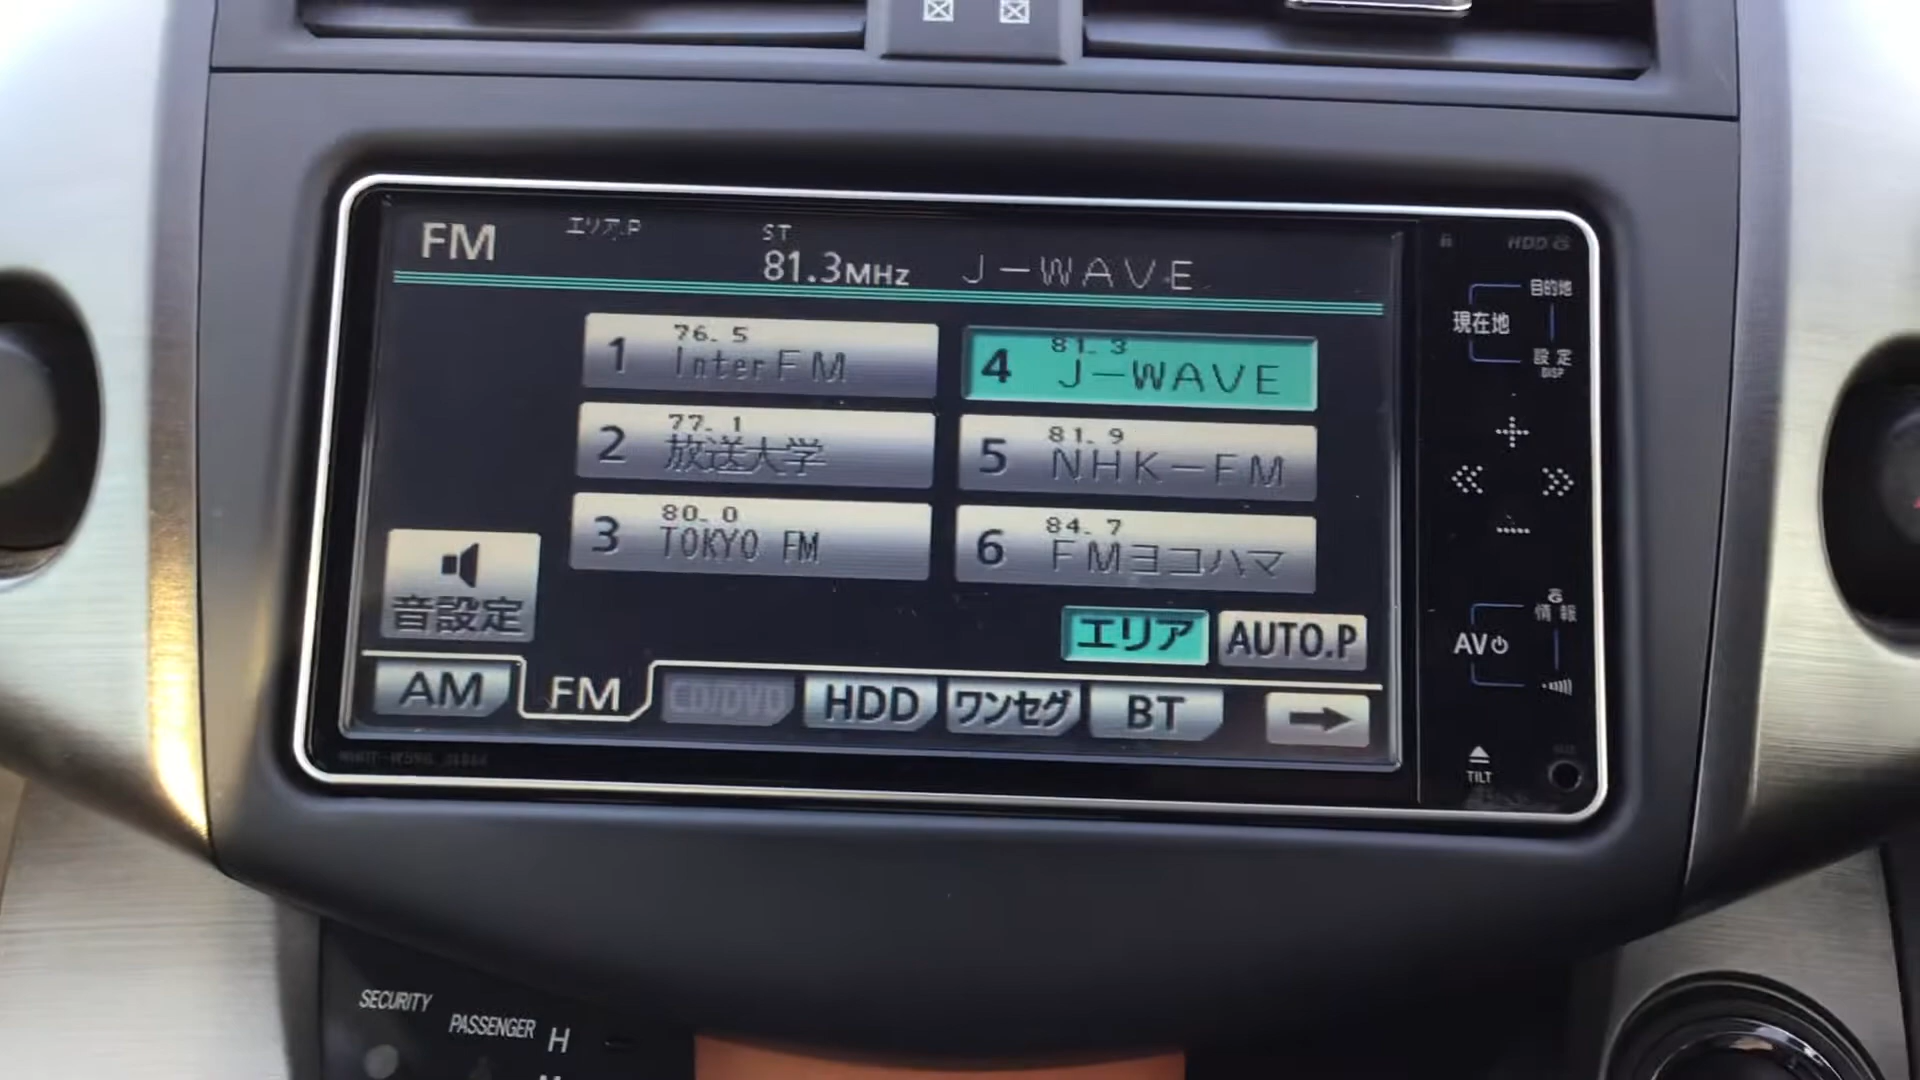 FM
エリア.P
ST
81.3MHz
J-WAVE
1 76.5 InterFM
2 77.1 放送大学
3 80.0 TOKYO FM
4 81.3 J-WAVE
5 81.9 NHK-FM
6 84.7 FMヨコハマ
音設定
エリア
AUTO.P
AM
FM
CD/DVD
HDD
ワンセグ
BT
HDD
目的地
現在地
設定
DISP
情報
AV
TILT
SECURITY
PASSENGER
H